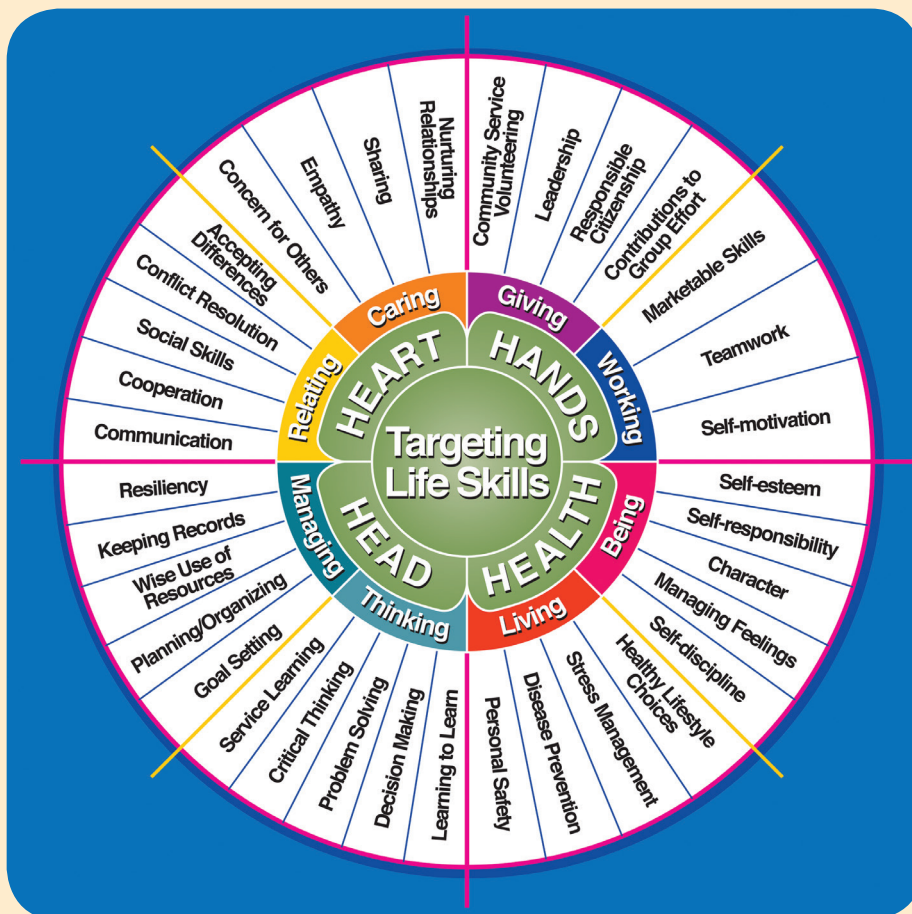 Targeting
Life Skills
HEART
HANDS
HEALTH
HEAD
Caring
Giving
Working
Being
Living
Thinking
Managing
Relating
Nurturing
Relationships
Sharing
Empathy
Concern for Others
Accepting
Differences
Conflict Resolution
Social Skills
Cooperation
Communication
Community Service
Volunteering
Leadership
Responsible
Citizenship
Contributions to
Group Effort
Marketable Skills
Teamwork
Self-motivation
Self-esteem
Self-responsibility
Character
Managing Feelings
Self-discipline
Healthy Lifestyle
Choices
Stress Management
Disease Prevention
Personal Safety
Learning to Learn
Decision Making
Problem Solving
Critical Thinking
Service Learning
Goal Setting
Planning/Organizing
Wise Use of
Resources
Keeping Records
Resiliency